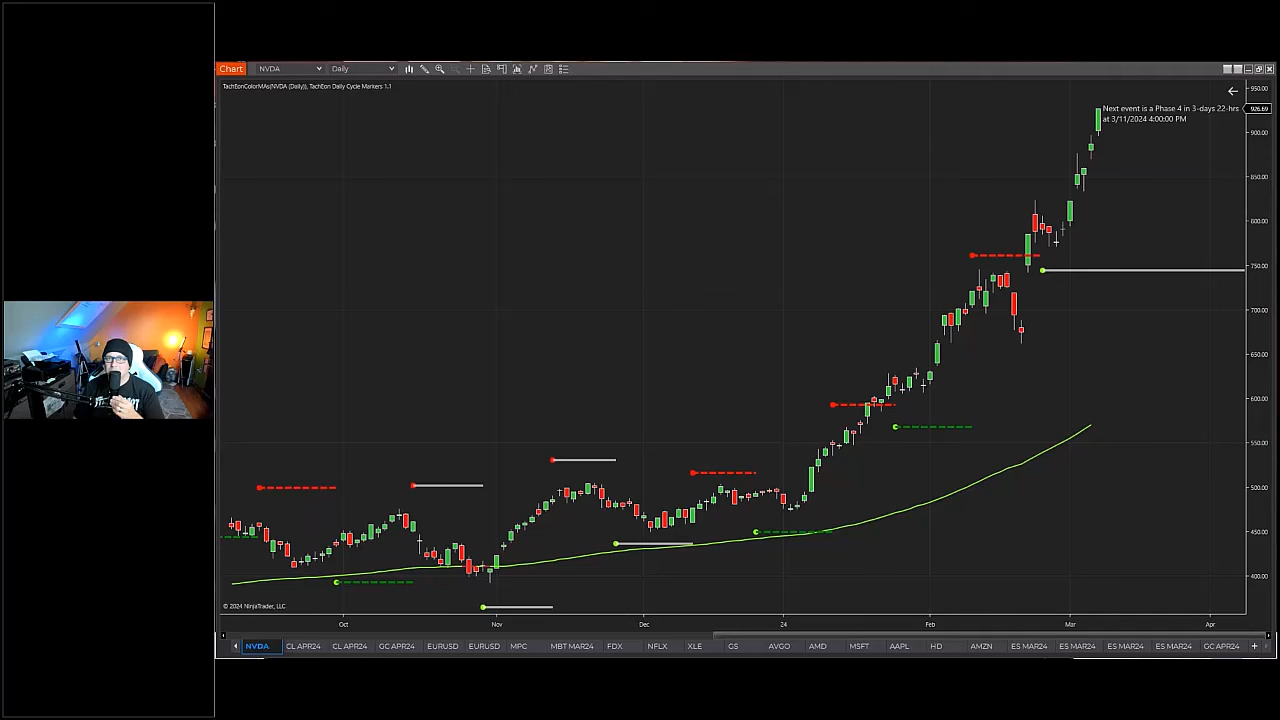 Chart NVDA Daily
TachEonColorMAs(NVDA (Daily)), TachEon Daily Cycle Markers 1.1
950.00
Next event is a Phase 4 in 3-days 22-hrs
926.69
at 3/11/2024 4:00:00 PM
900.00
850.00
800.00
750.00
700.00
650.00
600.00
550.00
500.00
450.00
400.00
© 2024 NinjaTrader, LLC
Oct Nov Dec 24 Feb Mar Apr
NVDA CL APR24 CL APR24 GC APR24 EURUSD EURUSD MPC MBT MAR24 FDX NFLX XLE GS AVGO AMD MSFT AAPL HD AMZN ES MAR24 ES MAR24 ES MAR24 ES MAR24 GC APR24